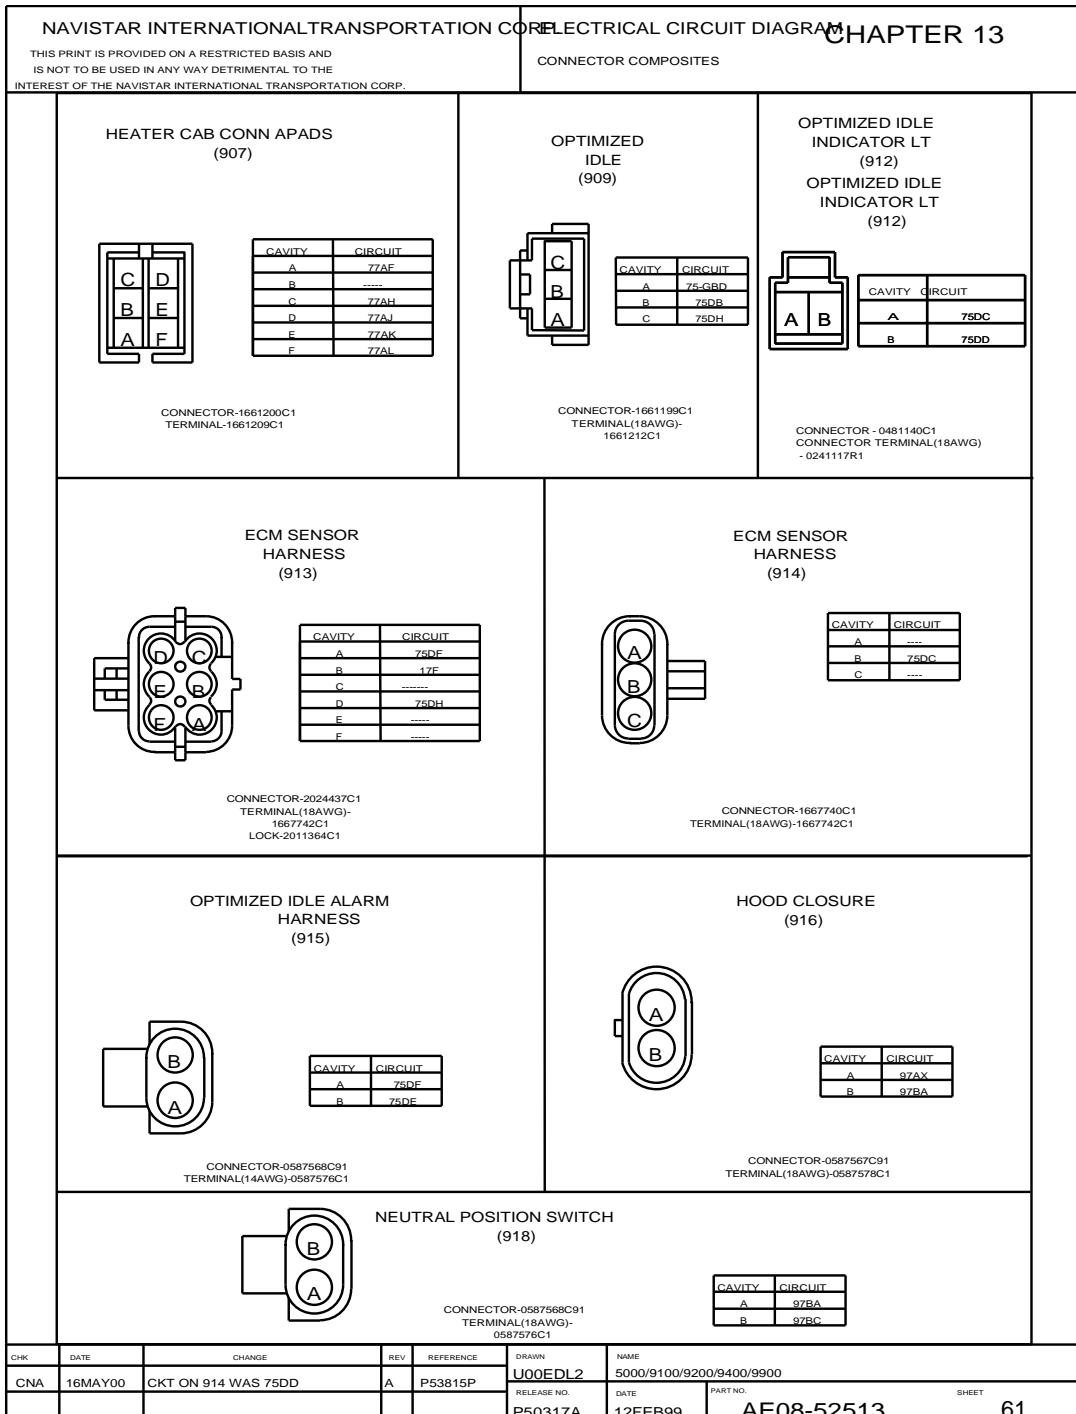 NAVISTAR INTERNATIONALTRANSPORTATION CORP.
THIS PRINT IS PROVIDED ON A RESTRICTED BASIS AND
IS NOT TO BE USED IN ANY WAY DETRIMENTAL TO THE
INTEREST OF THE NAVISTAR INTERNATIONAL TRANSPORTATION CORP.
ELECTRICAL CIRCUIT DIAGRAM
CONNECTOR COMPOSITES
CHAPTER 13
HEATER CAB CONN APADS
(907)
C D
B E
A F
CAVITY CIRCUIT
A 77AF
B -----
C 77AH
D 77AJ
E 77AK
F 77AL
CONNECTOR-1661200C1
TERMINAL-1661209C1
OPTIMIZED
IDLE
(909)
C
B
A
CAVITY CIRCUIT
A 75-GBD
B 75DB
C 75DH
CONNECTOR-1661199C1
TERMINAL(18AWG)-
1661212C1
OPTIMIZED IDLE
INDICATOR LT
(912)
OPTIMIZED IDLE
INDICATOR LT
(912)
A B
CAVITY CIRCUIT
A 75DC
B 75DD
CONNECTOR - 0481140C1
CONNECTOR TERMINAL(18AWG)
- 0241117R1
ECM SENSOR
HARNESS
(913)
D C
E B
F A
CAVITY CIRCUIT
A 75DF
B 17F
C -------
D 75DH
E -----
F -----
CONNECTOR-2024437C1
TERMINAL(18AWG)-
1667742C1
LOCK-2011364C1
ECM SENSOR
HARNESS
(914)
A
B
C
CAVITY CIRCUIT
A ----
B 75DC
C ----
CONNECTOR-1667740C1
TERMINAL(18AWG)-1667742C1
OPTIMIZED IDLE ALARM
HARNESS
(915)
B
A
CAVITY CIRCUIT
A 75DF
B 75DE
CONNECTOR-0587568C91
TERMINAL(14AWG)-0587576C1
HOOD CLOSURE
(916)
A
B
CAVITY CIRCUIT
A 97AX
B 97BA
CONNECTOR-0587567C91
TERMINAL(18AWG)-0587578C1
NEUTRAL POSITION SWITCH
(918)
B
A
CONNECTOR-0587568C91
TERMINAL(18AWG)-
0587576C1
CAVITY CIRCUIT
A 97BA
B 97BC
CHK DATE CHANGE REV REFERENCE
CNA 16MAY00 CKT ON 914 WAS 75DD A P53815P
DRAWN
U00EDL2
NAME
5000/9100/9200/9400/9900
RELEASE NO.
P50317A
DATE
12FEB99
PART NO.
AE08-52513
SHEET
61